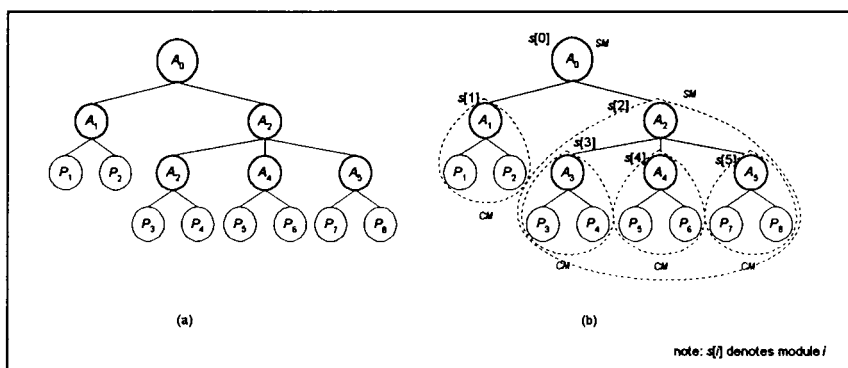 A0
A1
A2
P1 P2
A2 A4 A5
P3 P4 P5 P6 P7 P8
(a)
s[0] SM
A0
s[1] s[2] SM
A1 A2
s[3] s[4] s[5]
P1 P2 A3 A4 A5
CM
P3 P4 P5 P6 P7 P8
CM CM CM
(b)
note: s[i] denotes module i